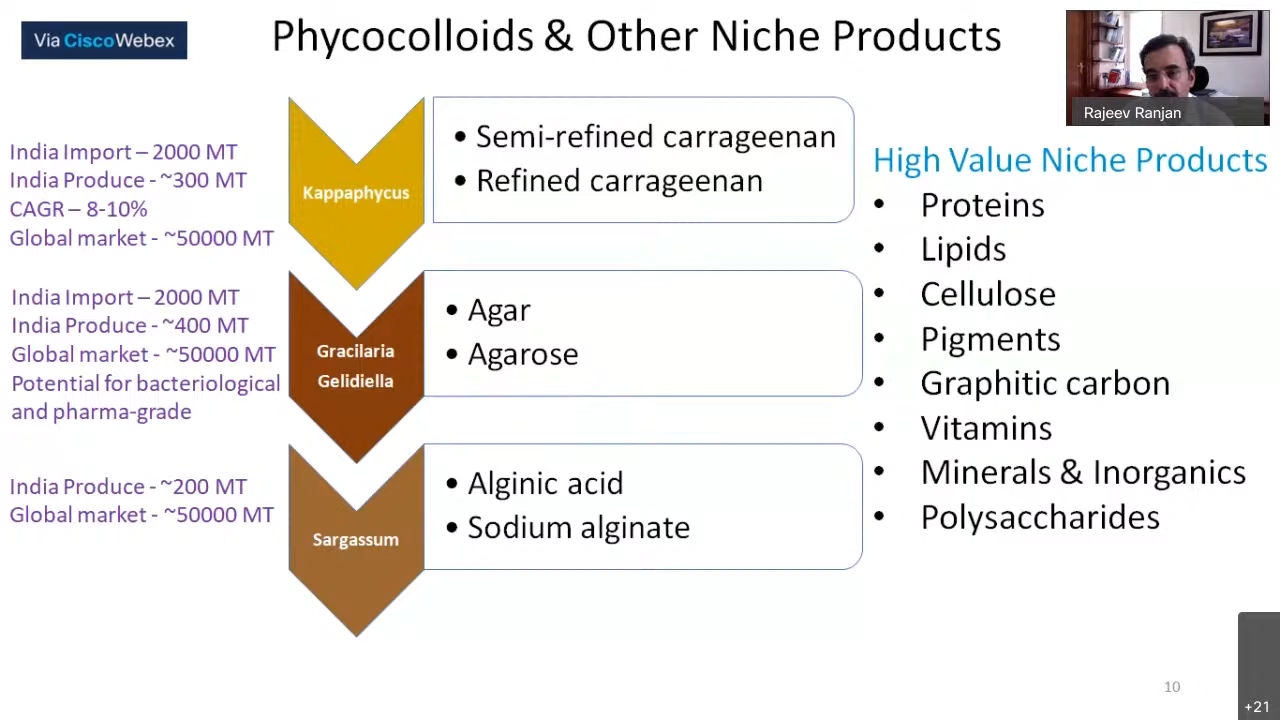 Via CiscoWebex
Phycocolloids & Other Niche Products
Rajeev Ranjan
India Import – 2000 MT
India Produce - ~300 MT
CAGR – 8-10%
Global market - ~50000 MT
Kappaphycus
• Semi-refined carrageenan
• Refined carrageenan
India Import – 2000 MT
India Produce - ~400 MT
Global market - ~50000 MT
Potential for bacteriological
and pharma-grade
Gracilaria
Gelidiella
• Agar
• Agarose
India Produce - ~200 MT
Global market - ~50000 MT
Sargassum
• Alginic acid
• Sodium alginate
High Value Niche Products
• Proteins
• Lipids
• Cellulose
• Pigments
• Graphitic carbon
• Vitamins
• Minerals & Inorganics
• Polysaccharides
10
+21